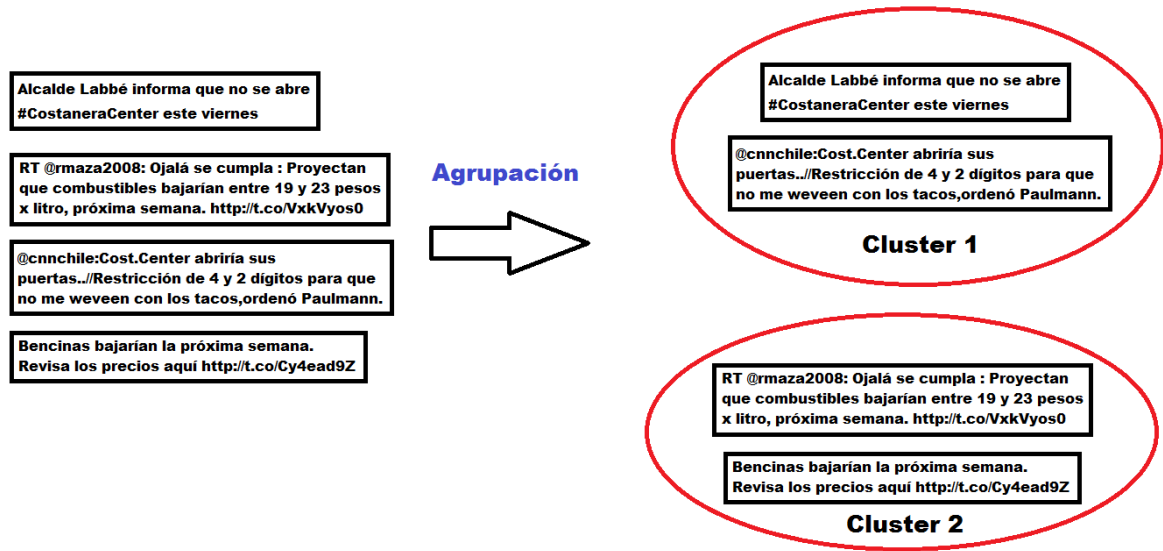 Alcalde Labbé informa que no se abre
#CostaneraCenter este viernes
RT @rmaza2008: Ojalá se cumpla : Proyectan
que combustibles bajarían entre 19 y 23 pesos
x litro, próxima semana. http://t.co/VxkVyos0
@cnnchile:Cost.Center abriría sus
puertas..//Restricción de 4 y 2 dígitos para que
no me weveen con los tacos,ordenó Paulmann.
Bencinas bajarían la próxima semana.
Revisa los precios aquí http://t.co/Cy4ead9Z
Agrupación
Alcalde Labbé informa que no se abre
#CostaneraCenter este viernes
@cnnchile:Cost.Center abriría sus
puertas..//Restricción de 4 y 2 dígitos para que
no me weveen con los tacos,ordenó Paulmann.
Cluster 1
RT @rmaza2008: Ojalá se cumpla : Proyectan
que combustibles bajarían entre 19 y 23 pesos
x litro, próxima semana. http://t.co/VxkVyos0
Bencinas bajarían la próxima semana.
Revisa los precios aquí http://t.co/Cy4ead9Z
Cluster 2